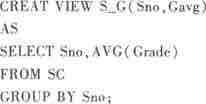 CREAT VIEW S_G(Sno,Gavg)
AS
SELECT Sno,AVG(Grade)
FROM SC
GROUP BY Sno;